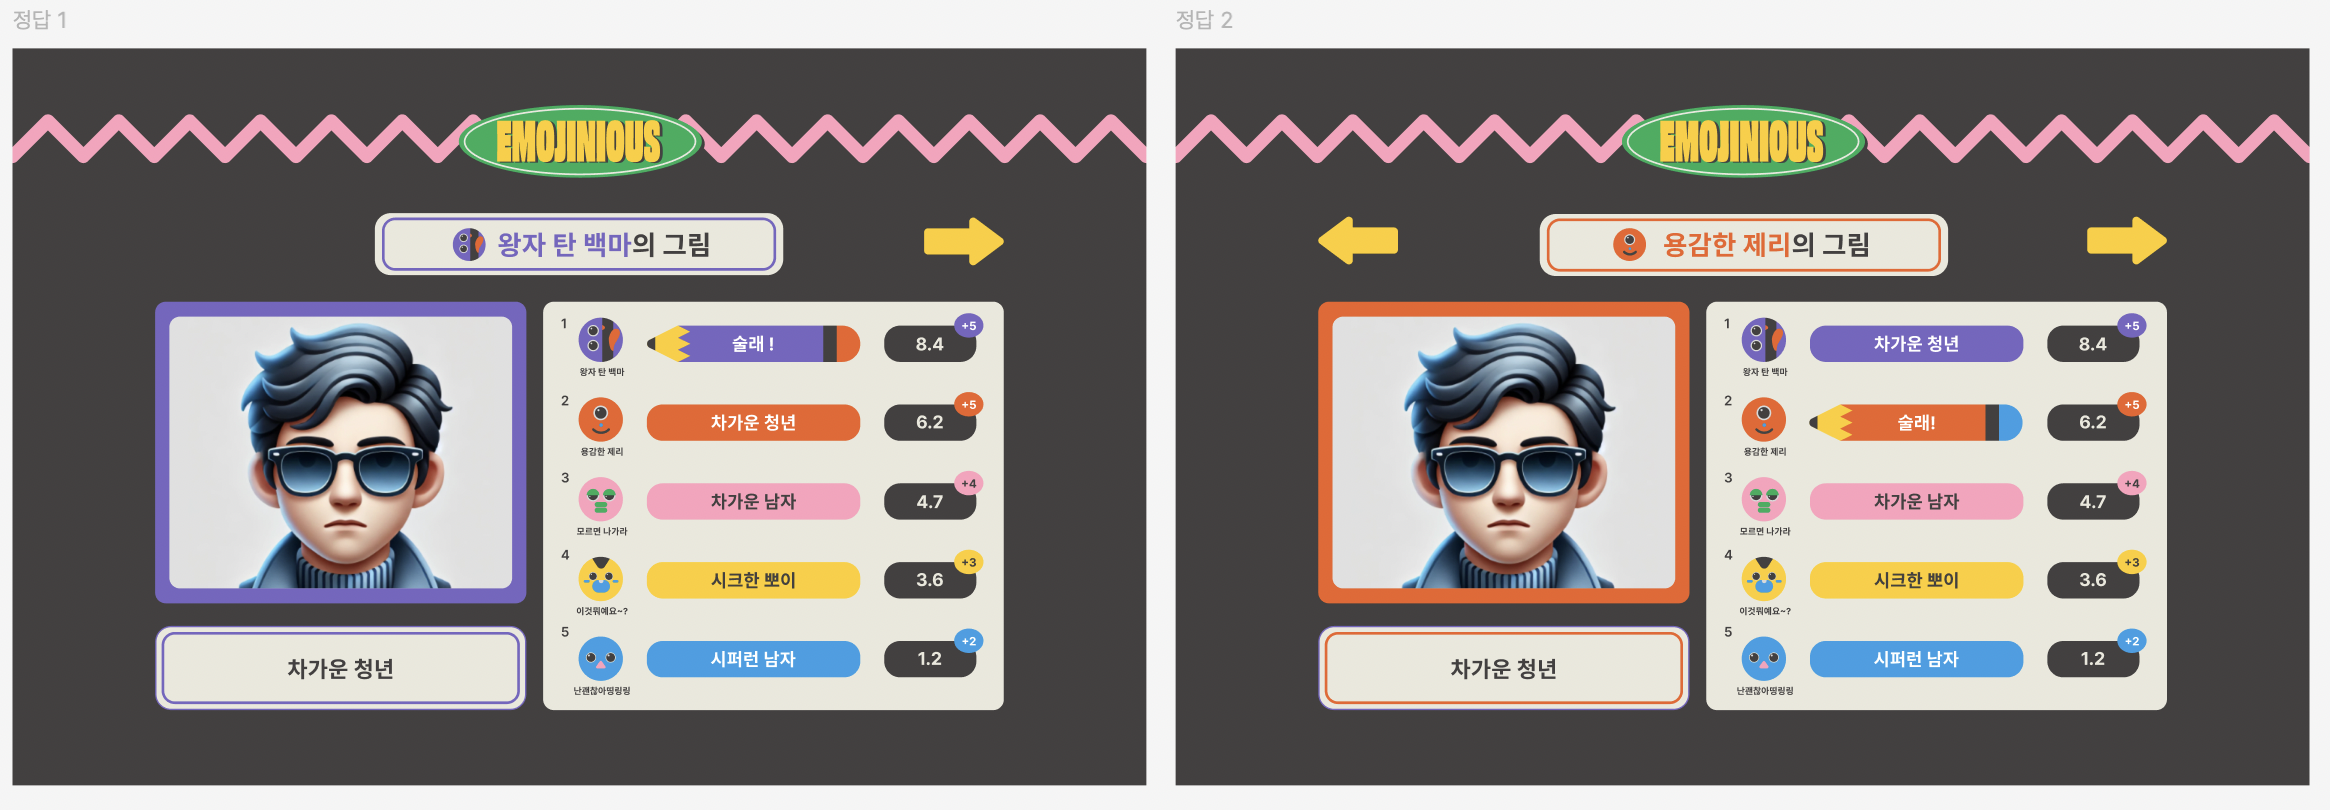 정답 1
EMOJINIOUS
왕자 탄 백마의 그림
차가운 청년
1
왕자 탄 백마
술래 !
8.4
+5
2
용감한 제리
차가운 청년
6.2
+5
3
모르면 나가라
차가운 남자
4.7
+4
4
이것뭐예요~?
시크한 뽀이
3.6
+3
5
난괜찮아띵링링
시퍼런 남자
1.2
+2
정답 2
EMOJINIOUS
용감한 제리의 그림
차가운 청년
1
왕자 탄 백마
차가운 청년
8.4
+5
2
용감한 제리
술래!
6.2
+5
3
모르면 나가라
차가운 남자
4.7
+4
4
이것뭐예요~?
시크한 뽀이
3.6
+3
5
난괜찮아띵링링
시퍼런 남자
1.2
+2